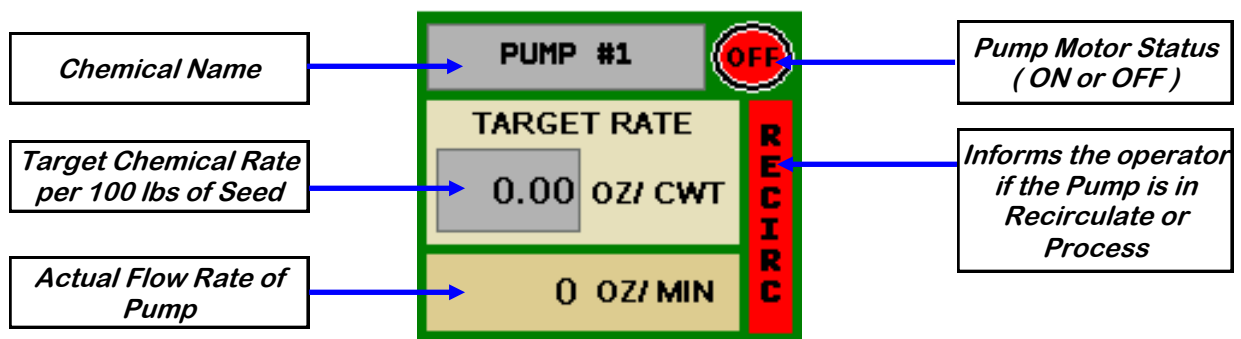 Chemical Name
Target Chemical Rate
per 100 lbs of Seed
Actual Flow Rate of
Pump
PUMP #1
OFF
TARGET RATE
0.00 OZ/ CWT
0 OZ/ MIN
RECIRC
Pump Motor Status
( ON or OFF )
Informs the operator
if the Pump is in
Recirculate or
Process